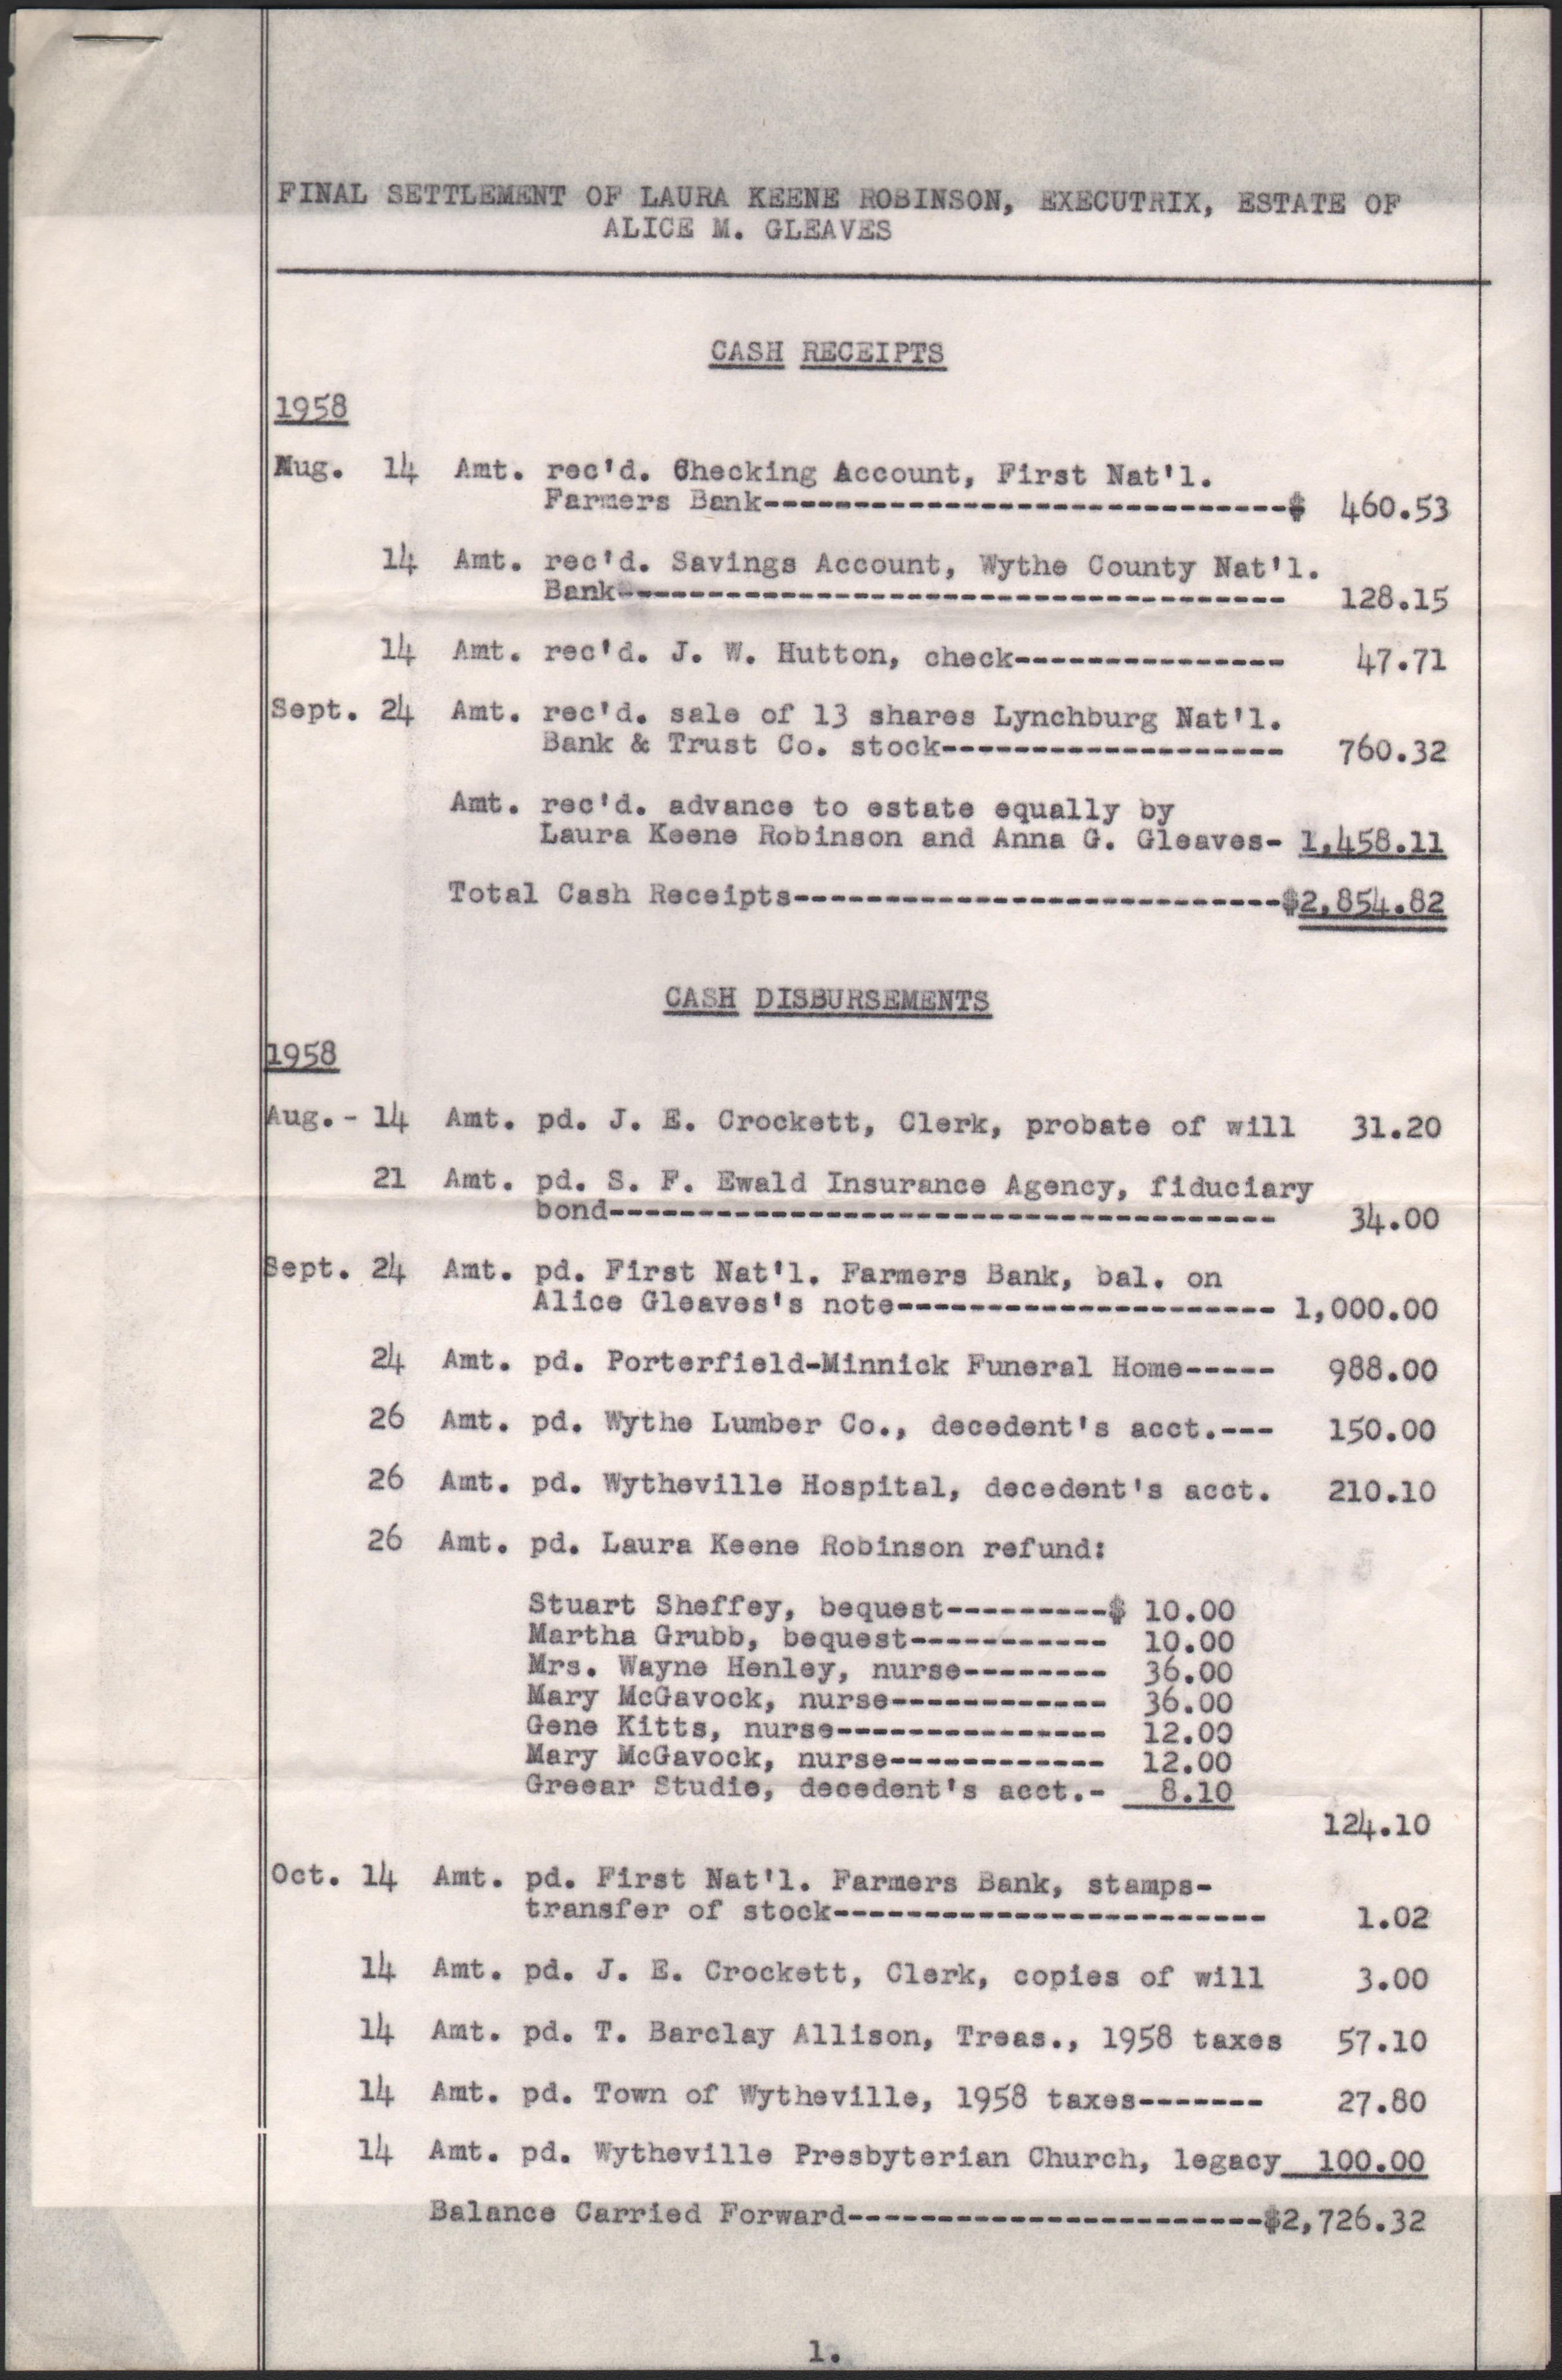 FINAL SETTLEMENT OF LAURA KEENE ROBINSON, EXECUTRIX, ESTATE OF
ALICE M. GLEAVES
CASH RECEIPTS
1958
Aug. 14 Amt. rec'd. Checking Account, First Nat'l.
Farmers Bank-----------------------------$ 460.53
14 Amt. rec'd. Savings Account, Wythe County Nat'l.
Bank------------------------------------- 128.15
14 Amt. rec'd. J. W. Hutton, check--------------- 47.71
Sept. 24 Amt. rec'd. sale of 13 shares Lynchburg Nat'l.
Bank & Trust Co. stock------------------- 760.32
Amt. rec'd. advance to estate equally by
Laura Keene Robinson and Anna G. Gleaves- 1,458.11
Total Cash Receipts---------------------------$2,854.82
CASH DISBURSEMENTS
1958
Aug.- 14 Amt. pd. J. E. Crockett, Clerk, probate of will 31.20
21 Amt. pd. S. F. Ewald Insurance Agency, fiduciary
bond------------------------------------- 34.00
Sept. 24 Amt. pd. First Nat'l. Farmers Bank, bal. on
Alice Gleaves's note--------------------- 1,000.00
24 Amt. pd. Porterfield-Minnick Funeral Home----- 988.00
26 Amt. pd. Wythe Lumber Co., decedent's acct.--- 150.00
26 Amt. pd. Wytheville Hospital, decedent's acct. 210.10
26 Amt. pd. Laura Keene Robinson refund:
Stuart Sheffey, bequest---------$ 10.00
Martha Grubb, bequest----------- 10.00
Mrs. Wayne Henley, nurse-------- 36.00
Mary McGavock, nurse------------ 36.00
Gene Kitts, nurse--------------- 12.00
Mary McGavock, nurse------------ 12.00
Greear Studio, decedent's acct.- 8.10
124.10
Oct. 14 Amt. pd. First Nat'l. Farmers Bank, stamps-
transfer of stock------------------------ 1.02
14 Amt. pd. J. E. Crockett, Clerk, copies of will 3.00
14 Amt. pd. T. Barclay Allison, Treas., 1958 taxes 57.10
14 Amt. pd. Town of Wytheville, 1958 taxes------- 27.80
14 Amt. pd. Wytheville Presbyterian Church, legacy 100.00
Balance Carried Forward-----------------------$2,726.32
1.